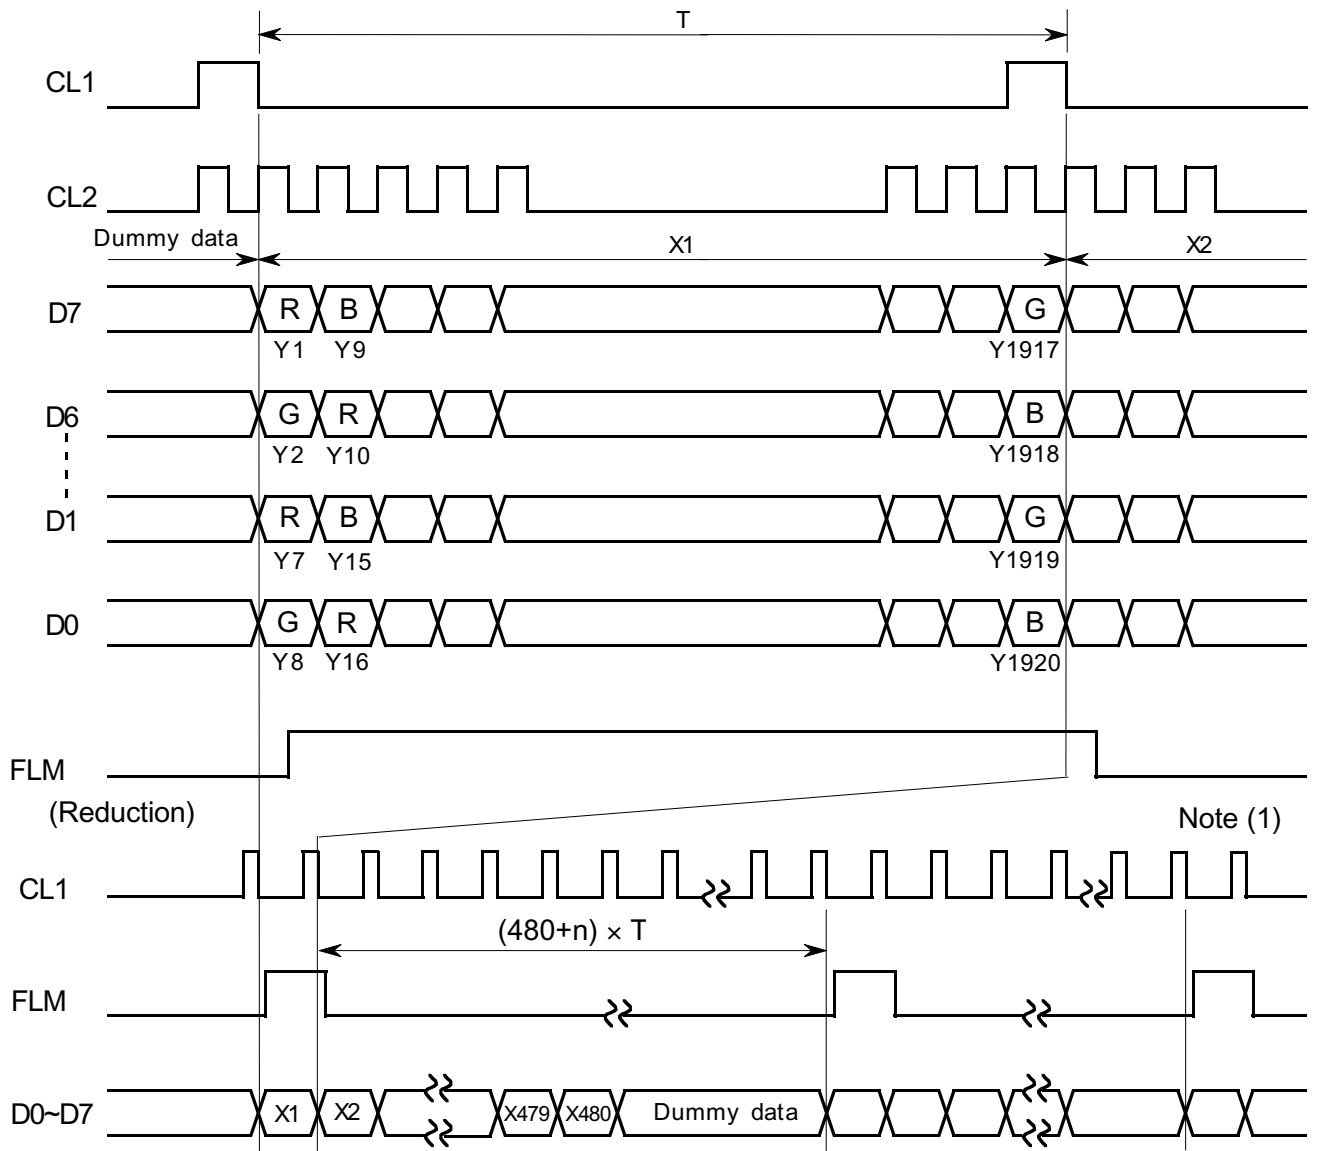 T
CL1
CL2
Dummy data X1 X2
D7 R B G
Y1 Y9 Y1917
D6 G R B
Y2 Y10 Y1918
D1 R B G
Y7 Y15 Y1919
D0 G R B
Y8 Y16 Y1920
FLM
(Reduction) Note (1)
CL1
(480+n) × T
FLM
D0~D7 X1 X2 X479 X480 Dummy data